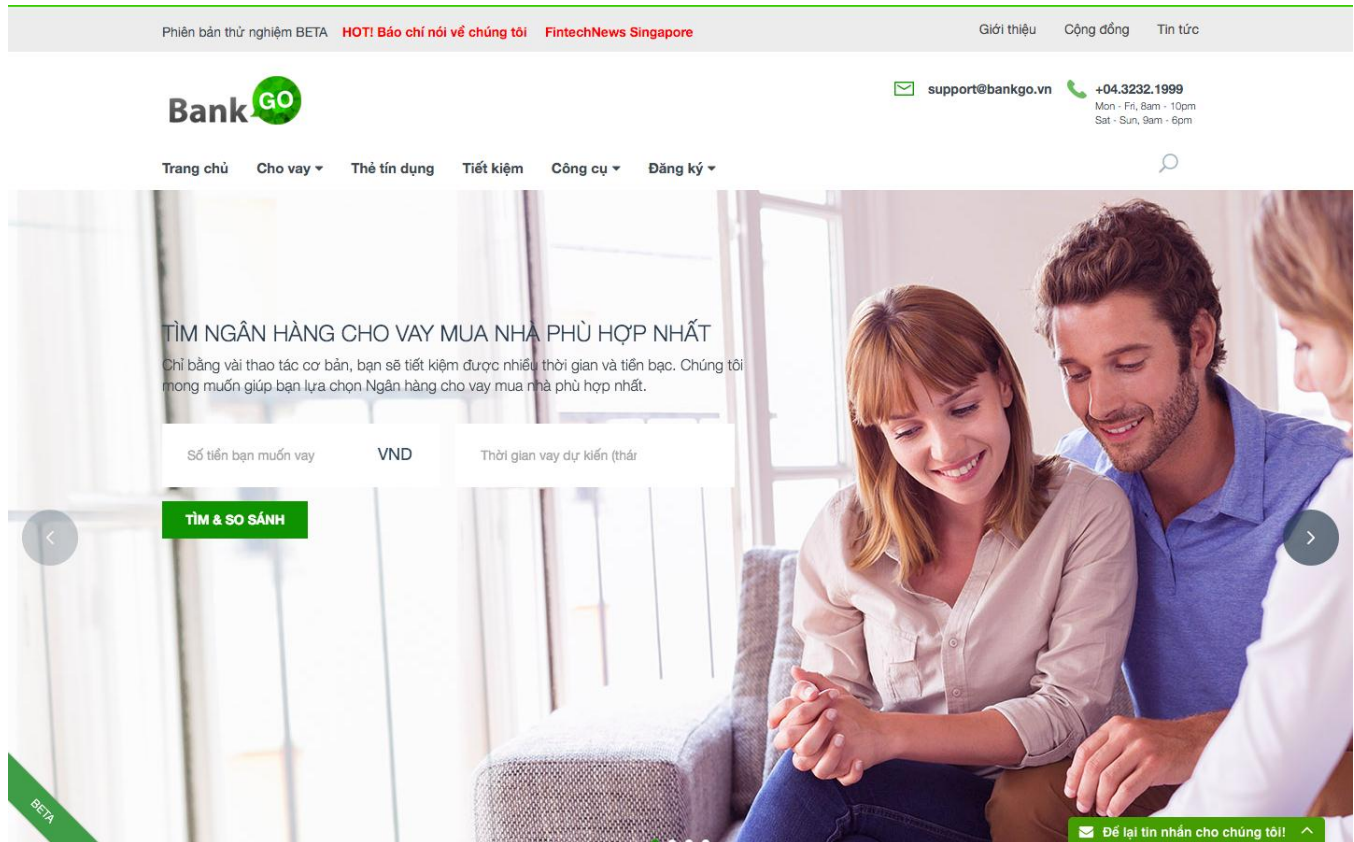 Phiên bản thử nghiệm BETA HOT! Báo chí nói về chúng tôi FintechNews Singapore Giới thiệu Cộng đồng Tin tức
Bank GO
support@bankgo.vn +04.3232.1999
Mon - Fri, 8am - 10pm
Sat - Sun, 9am - 6pm
Trang chủ Cho vay Thẻ tín dụng Tiết kiệm Công cụ Đăng ký
TÌM NGÂN HÀNG CHO VAY MUA NHÀ PHÙ HỢP NHẤT
Chỉ bằng vài thao tác cơ bản, bạn sẽ tiết kiệm được nhiều thời gian và tiền bạc. Chúng tôi
mong muốn giúp bạn lựa chọn Ngân hàng cho vay mua nhà phù hợp nhất.
Số tiền bạn muốn vay VND Thời gian vay dự kiến (thán
TÌM & SO SÁNH
BETA
Để lại tin nhắn cho chúng tôi!